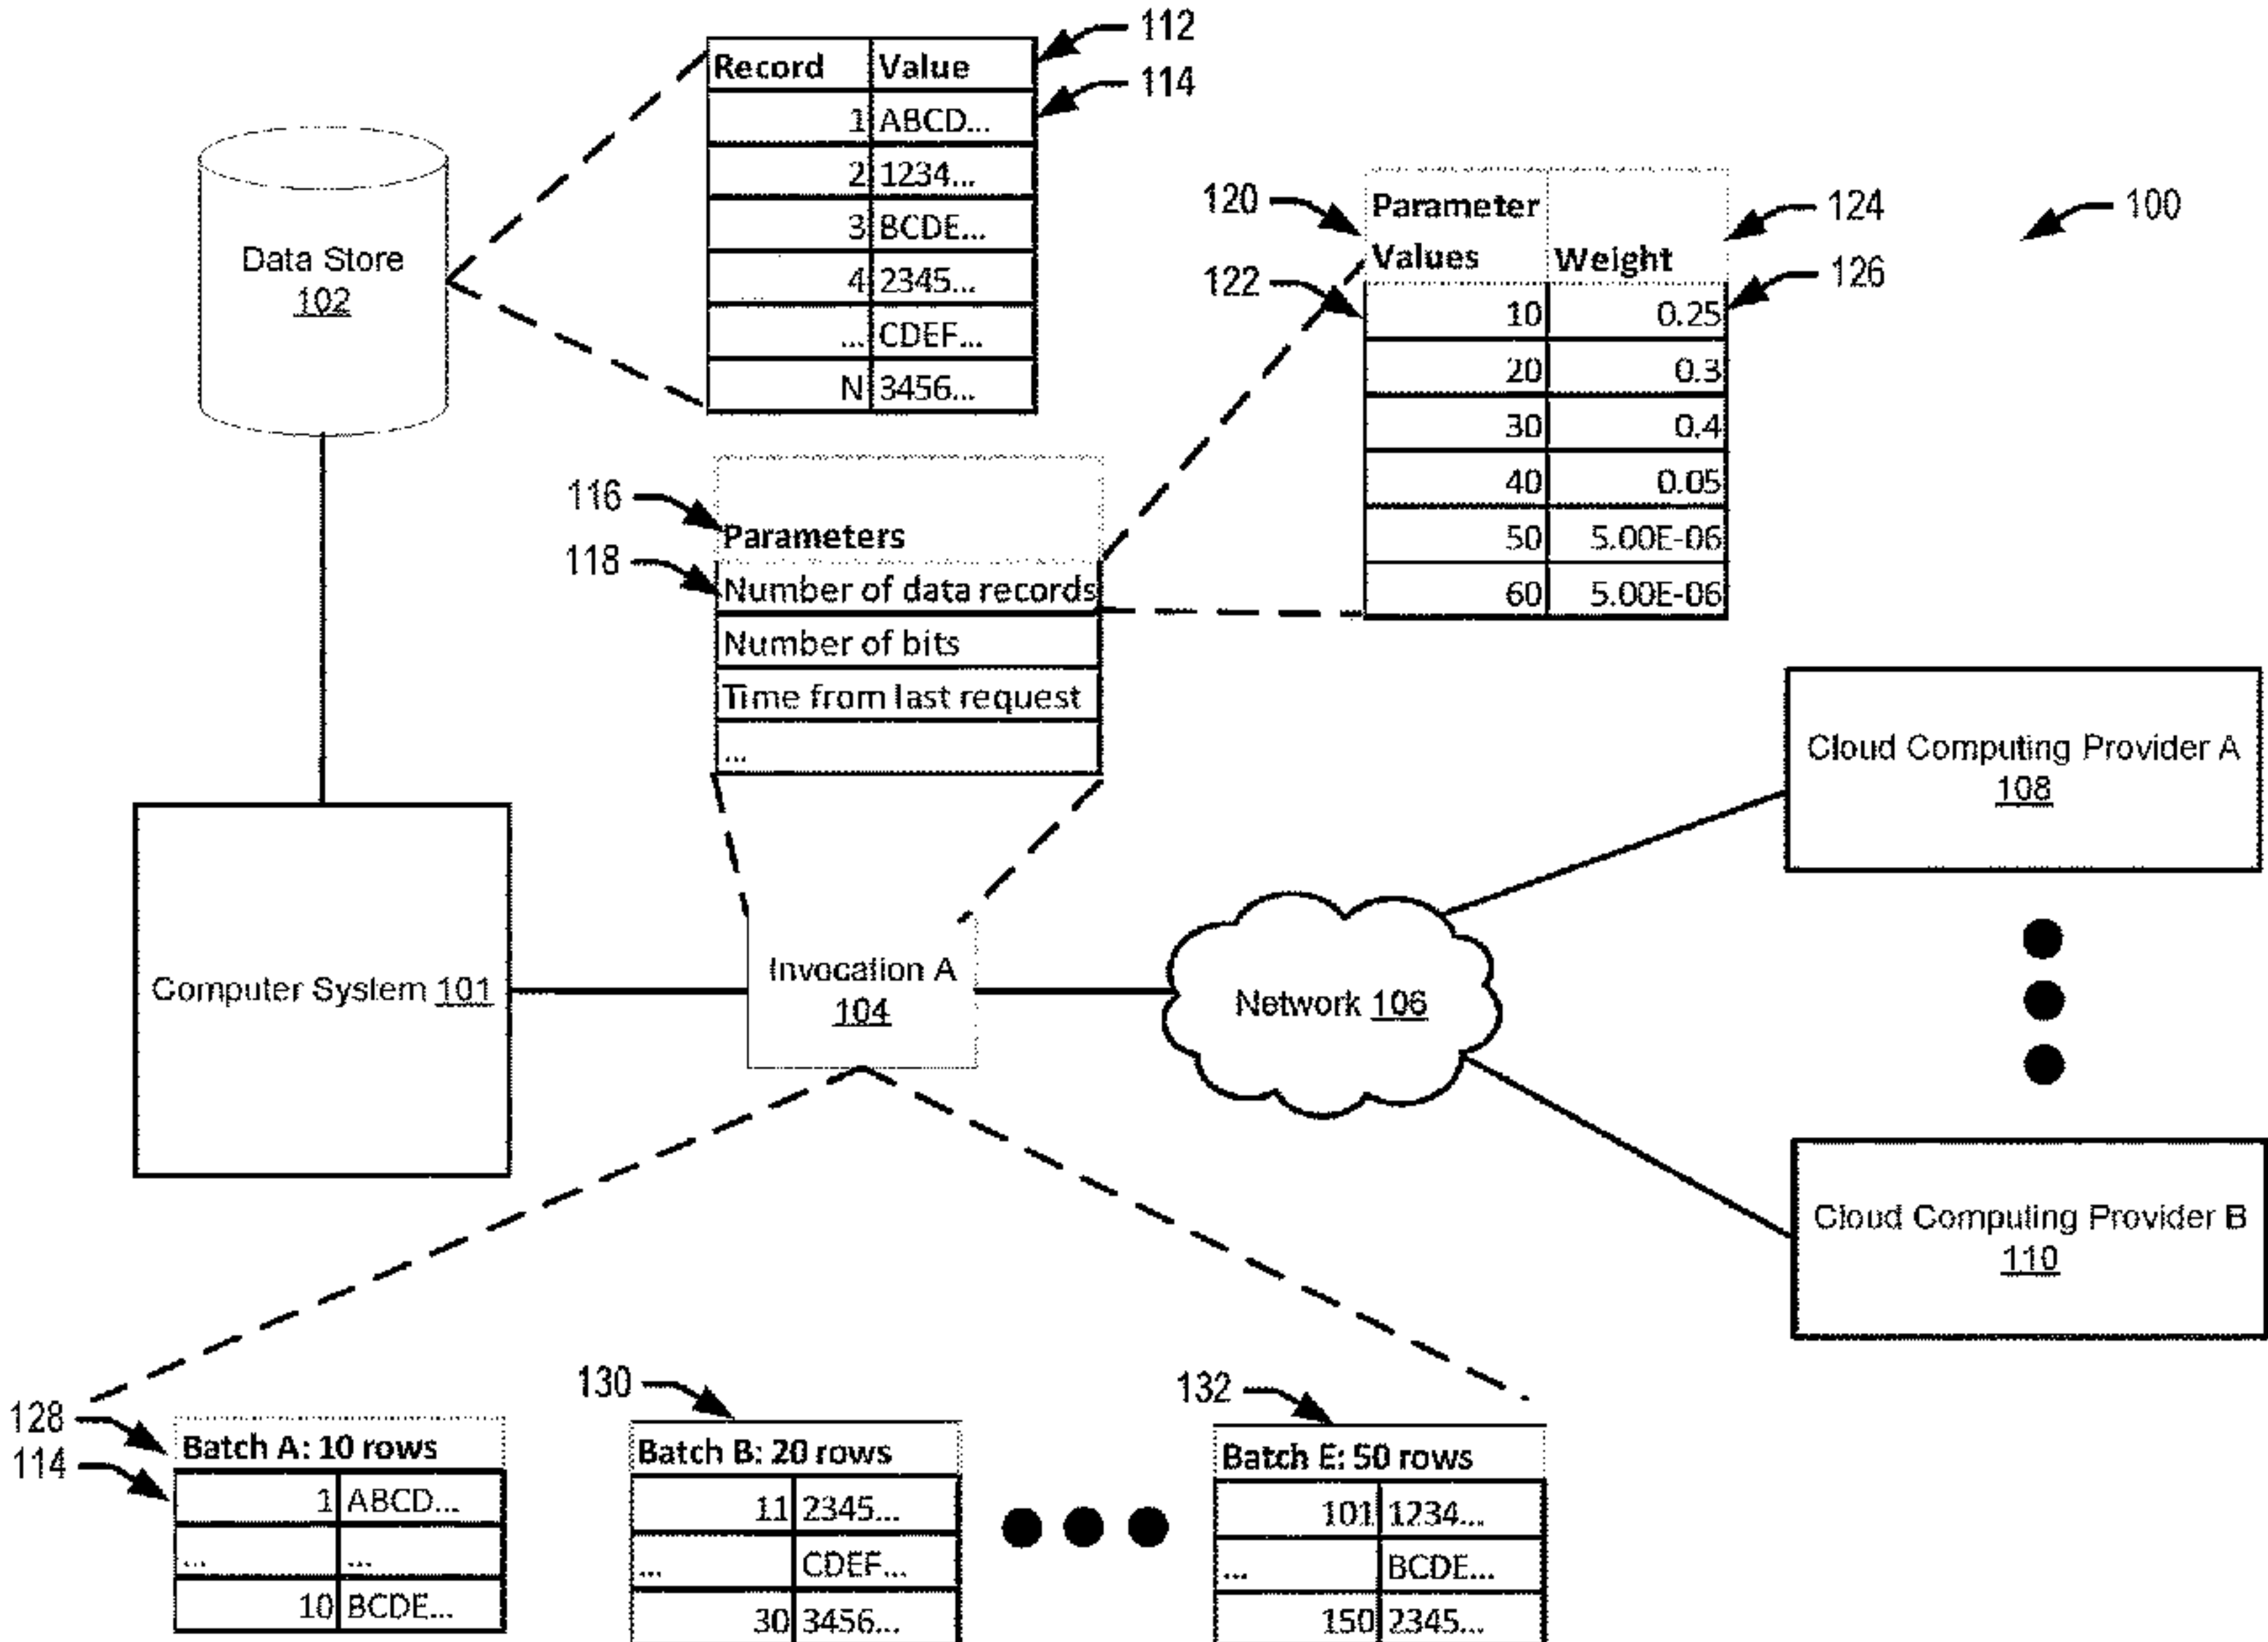 112
Record Value
114
1 ABCD...
2 1234...
3 BCDE...
4 2345...
... CDEF...
N 3456...
Data Store
102
120
Parameter
Values Weight
124
100
122
126
10 0.25
20 0.3
30 0.4
40 0.05
50 5.00E-06
60 5.00E-06
116
Parameters
118
Number of data records
Number of bits
Time from last request
...
Cloud Computing Provider A
108
Computer System 101
Invocation A
104
Network 106
Cloud Computing Provider B
110
128
Batch A: 10 rows
114
1 ABCD...
... ...
10 BCDE...
130
Batch B: 20 rows
11 2345...
... CDEF...
30 3456...
132
Batch E: 50 rows
101 1234...
... BCDE...
150 2345...